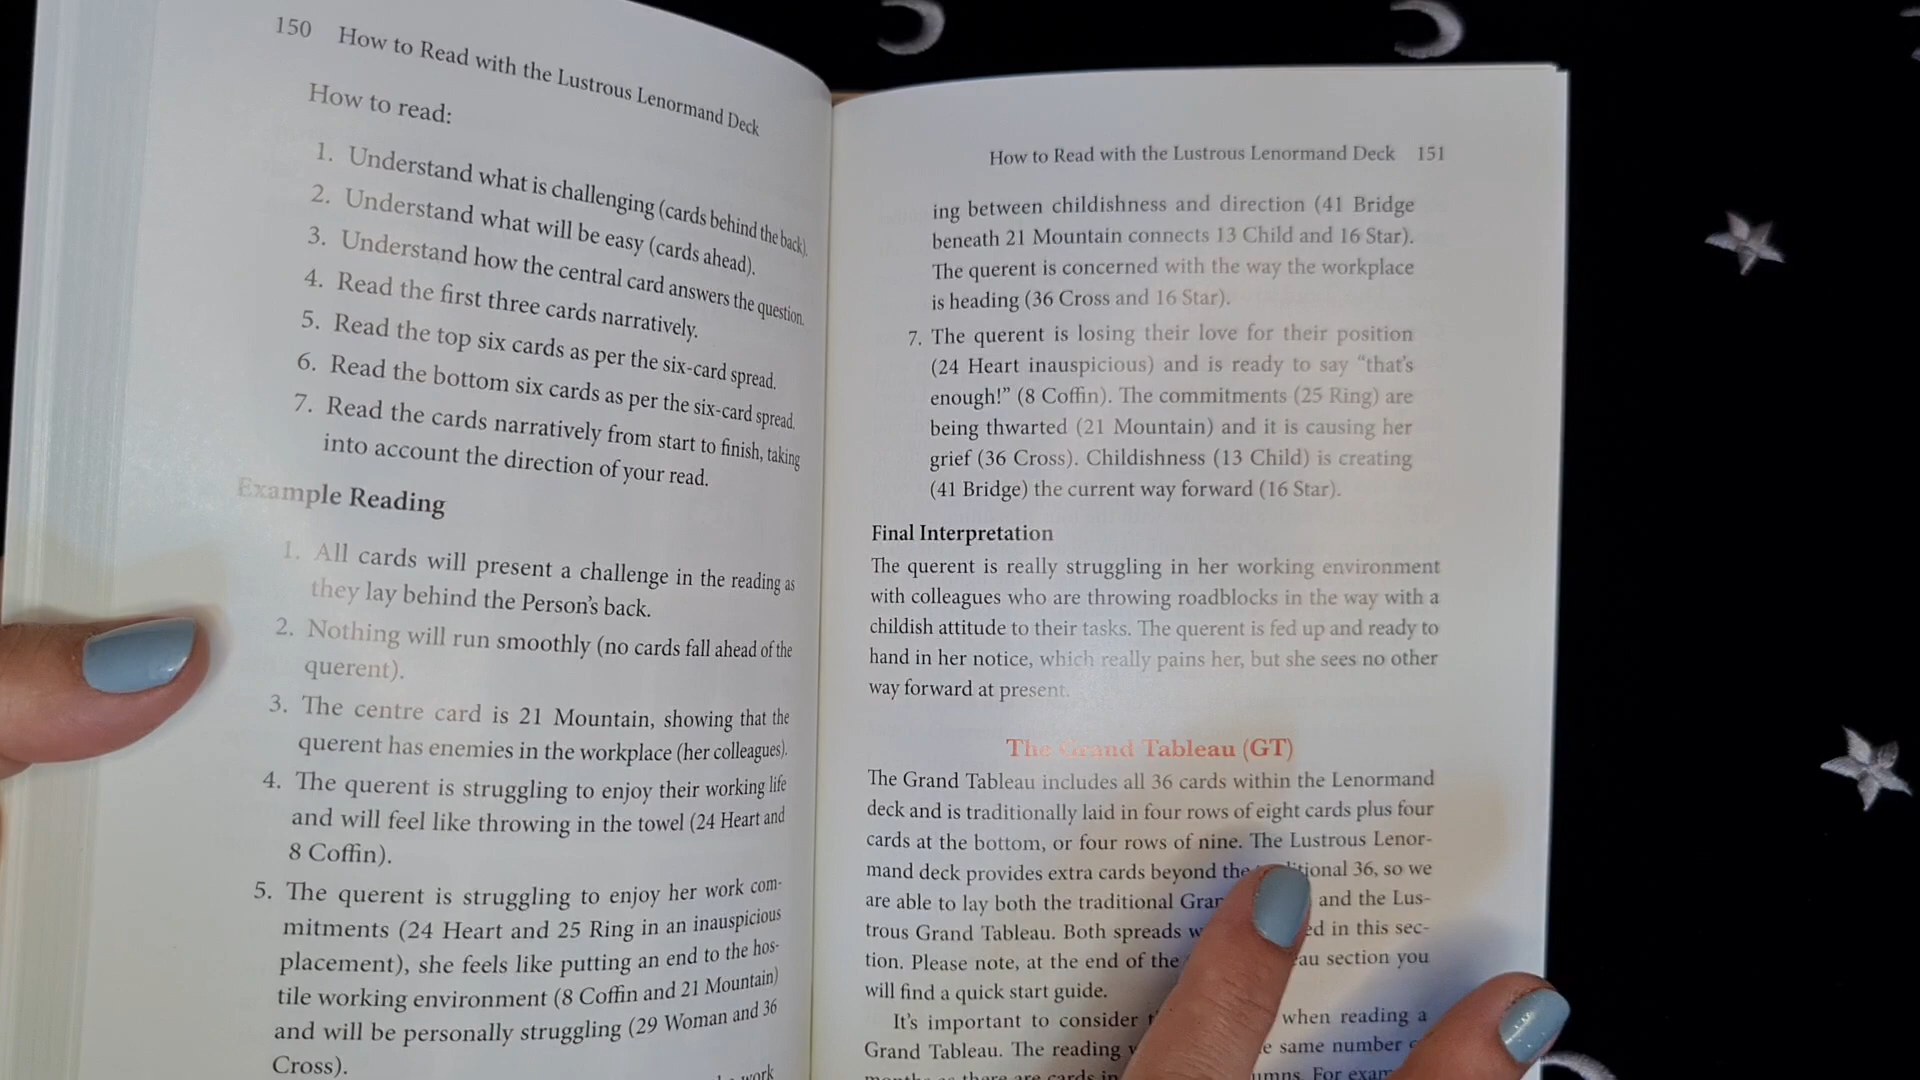 150 How to Read with the Lustrous Lenormand Deck
How to read:
1. Understand what is challenging (cards behind the back).
2. Understand what will be easy (cards ahead).
3. Understand how the central card answers the question.
4. Read the first three cards narratively.
5. Read the top six cards as per the six-card spread.
6. Read the bottom six cards as per the six-card spread.
7. Read the cards narratively from start to finish, taking
into account the direction of your read.
Example Reading
1. All cards will present a challenge in the reading as
they lay behind the Person's back.
2. Nothing will run smoothly (no cards fall ahead of the
querent).
3. The centre card is 21 Mountain, showing that the
querent has enemies in the workplace (her colleagues).
4. The querent is struggling to enjoy their working life
and will feel like throwing in the towel (24 Heart and
8 Coffin).
5. The querent is struggling to enjoy her work com-
mitments (24 Heart and 25 Ring in an inauspicious
placement), she feels like putting an end to the hos-
tile working environment (8 Coffin and 21 Mountain)
and will be personally struggling (29 Woman and 36
Cross).
work
How to Read with the Lustrous Lenormand Deck 151
ing between childishness and direction (41 Bridge
beneath 21 Mountain connects 13 Child and 16 Star).
The querent is concerned with the way the workplace
is heading (36 Cross and 16 Star).
7. The querent is losing their love for their position
(24 Heart inauspicious) and is ready to say "that's
enough!" (8 Coffin). The commitments (25 Ring) are
being thwarted (21 Mountain) and it is causing her
grief (36 Cross). Childishness (13 Child) is creating
(41 Bridge) the current way forward (16 Star).
Final Interpretation
The querent is really struggling in her working environment
with colleagues who are throwing roadblocks in the way with a
childish attitude to their tasks. The querent is fed up and ready to
hand in her notice, which really pains her, but she sees no other
way forward at present.
The Grand Tableau (GT)
The Grand Tableau includes all 36 cards within the Lenormand
deck and is traditionally laid in four rows of eight cards plus four
cards at the bottom, or four rows of nine. The Lustrous Lenor-
mand deck provides extra cards beyond the 36, so we
are able to lay both the traditional and the Lus-
trous Grand Tableau. Both spreads in this sec-
tion. Please note, at the end of the section you
will find a quick start guide.
It's important to consider when reading a
Grand Tableau. The reading same number
there are cards in For